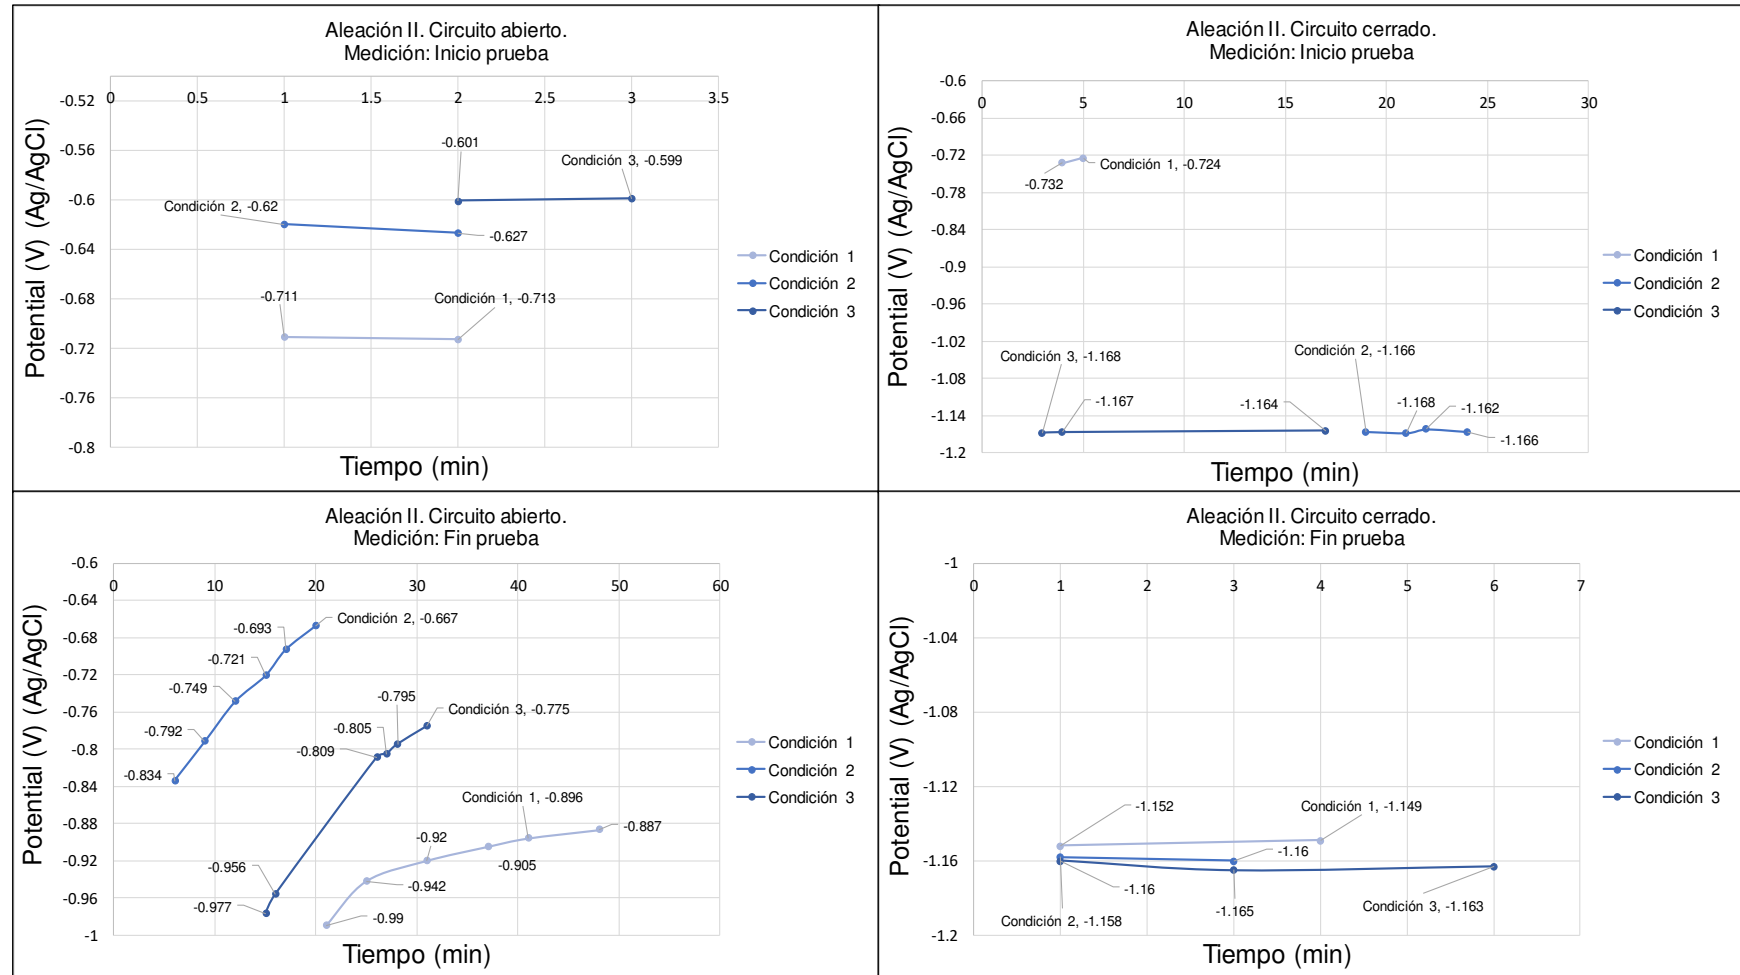 Aleación II. Circuito abierto.
Medición: Inicio prueba
0
0.5
1
1.5
2
2.5
3
3.5
-0.52
-0.56
-0.6
-0.64
-0.68
-0.72
-0.76
-0.8
Potential (V) (Ag/AgCl)
-0.601
Condición 3, -0.599
Condición 2, -0.62
-0.627
-0.711
Condición 1, -0.713
Tiempo (min)
Condición 1
Condición 2
Condición 3
Aleación II. Circuito cerrado.
Medición: Inicio prueba
-0.6
0
5
10
15
20
25
30
-0.66
-0.72
-0.78
-0.84
-0.9
-0.96
-1.02
-1.08
-1.14
-1.2
Potential (V) (Ag/AgCl)
Condición 1, -0.724
-0.732
Condición 3, -1.168
Condición 2, -1.166
-1.167
-1.164
-1.168
-1.162
-1.166
Tiempo (min)
Condición 1
Condición 2
Condición 3
Aleación II. Circuito abierto.
Medición: Fin prueba
-0.6
0
10
20
30
40
50
60
-0.64
-0.68
-0.72
-0.76
-0.8
-0.84
-0.88
-0.92
-0.96
-1
Potential (V) (Ag/AgCl)
Condición 2, -0.667
-0.693
-0.721
-0.749
-0.792
-0.834
-0.795
Condición 3, -0.775
-0.805
-0.809
Condición 1, -0.896
-0.887
-0.92
-0.905
-0.956
-0.942
-0.977
-0.99
Tiempo (min)
Condición 1
Condición 2
Condición 3
Aleación II. Circuito cerrado.
Medición: Fin prueba
-1
0
1
2
3
4
5
6
7
-1.04
-1.08
-1.12
-1.16
-1.2
Potential (V) (Ag/AgCl)
-1.152
Condición 1, -1.149
-1.16
-1.16
-1.165
Condición 3, -1.163
Condición 2, -1.158
Tiempo (min)
Condición 1
Condición 2
Condición 3